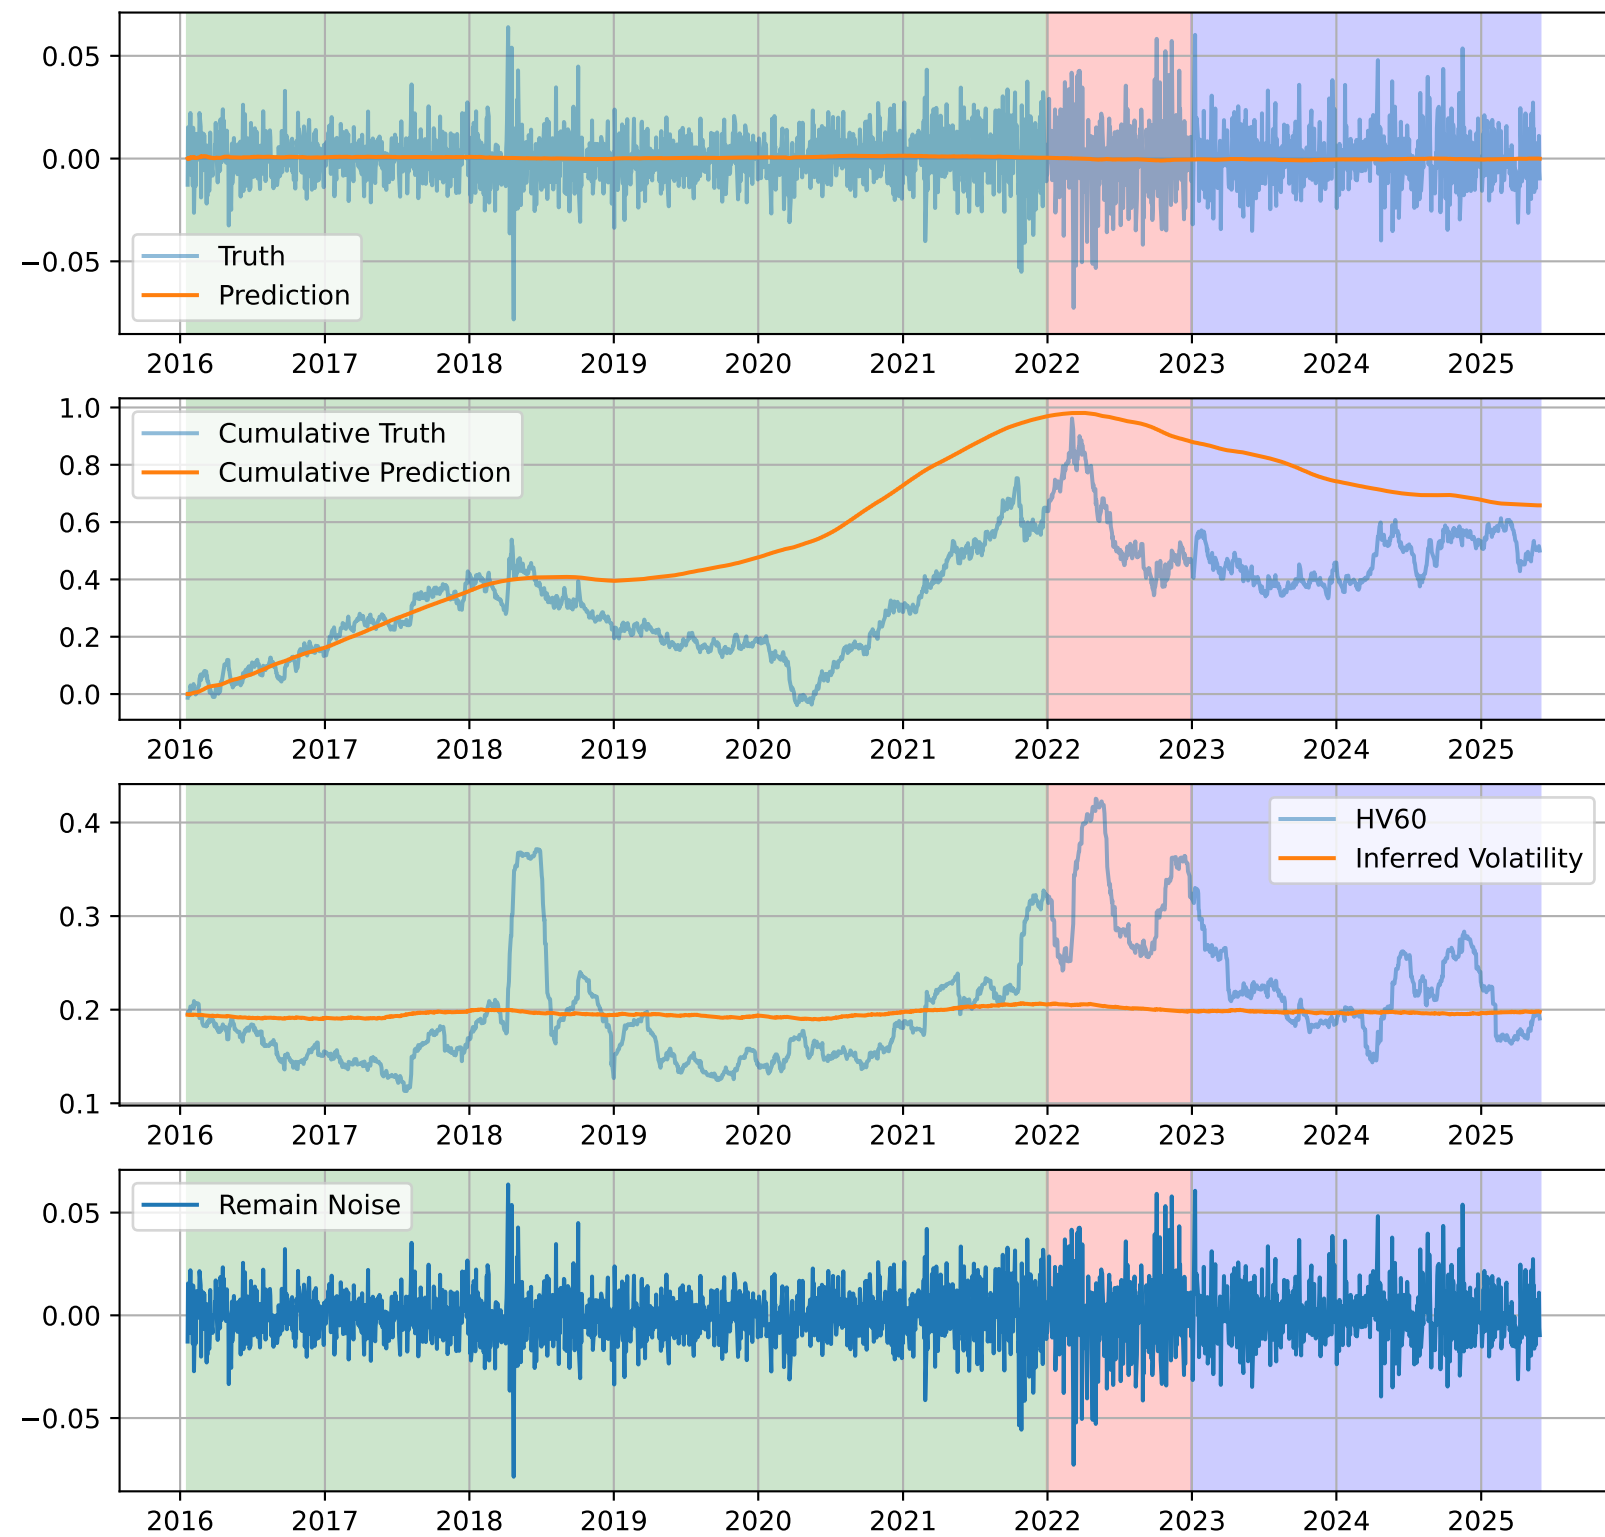 0.05
0.00
−0.05
Truth
Prediction
2016 2017 2018 2019 2020 2021 2022 2023 2024 2025
1.0
0.8
0.6
0.4
0.2
0.0
Cumulative Truth
Cumulative Prediction
2016 2017 2018 2019 2020 2021 2022 2023 2024 2025
0.4
0.3
0.2
0.1
HV60
Inferred Volatility
2016 2017 2018 2019 2020 2021 2022 2023 2024 2025
0.05
0.00
−0.05
Remain Noise
2016 2017 2018 2019 2020 2021 2022 2023 2024 2025